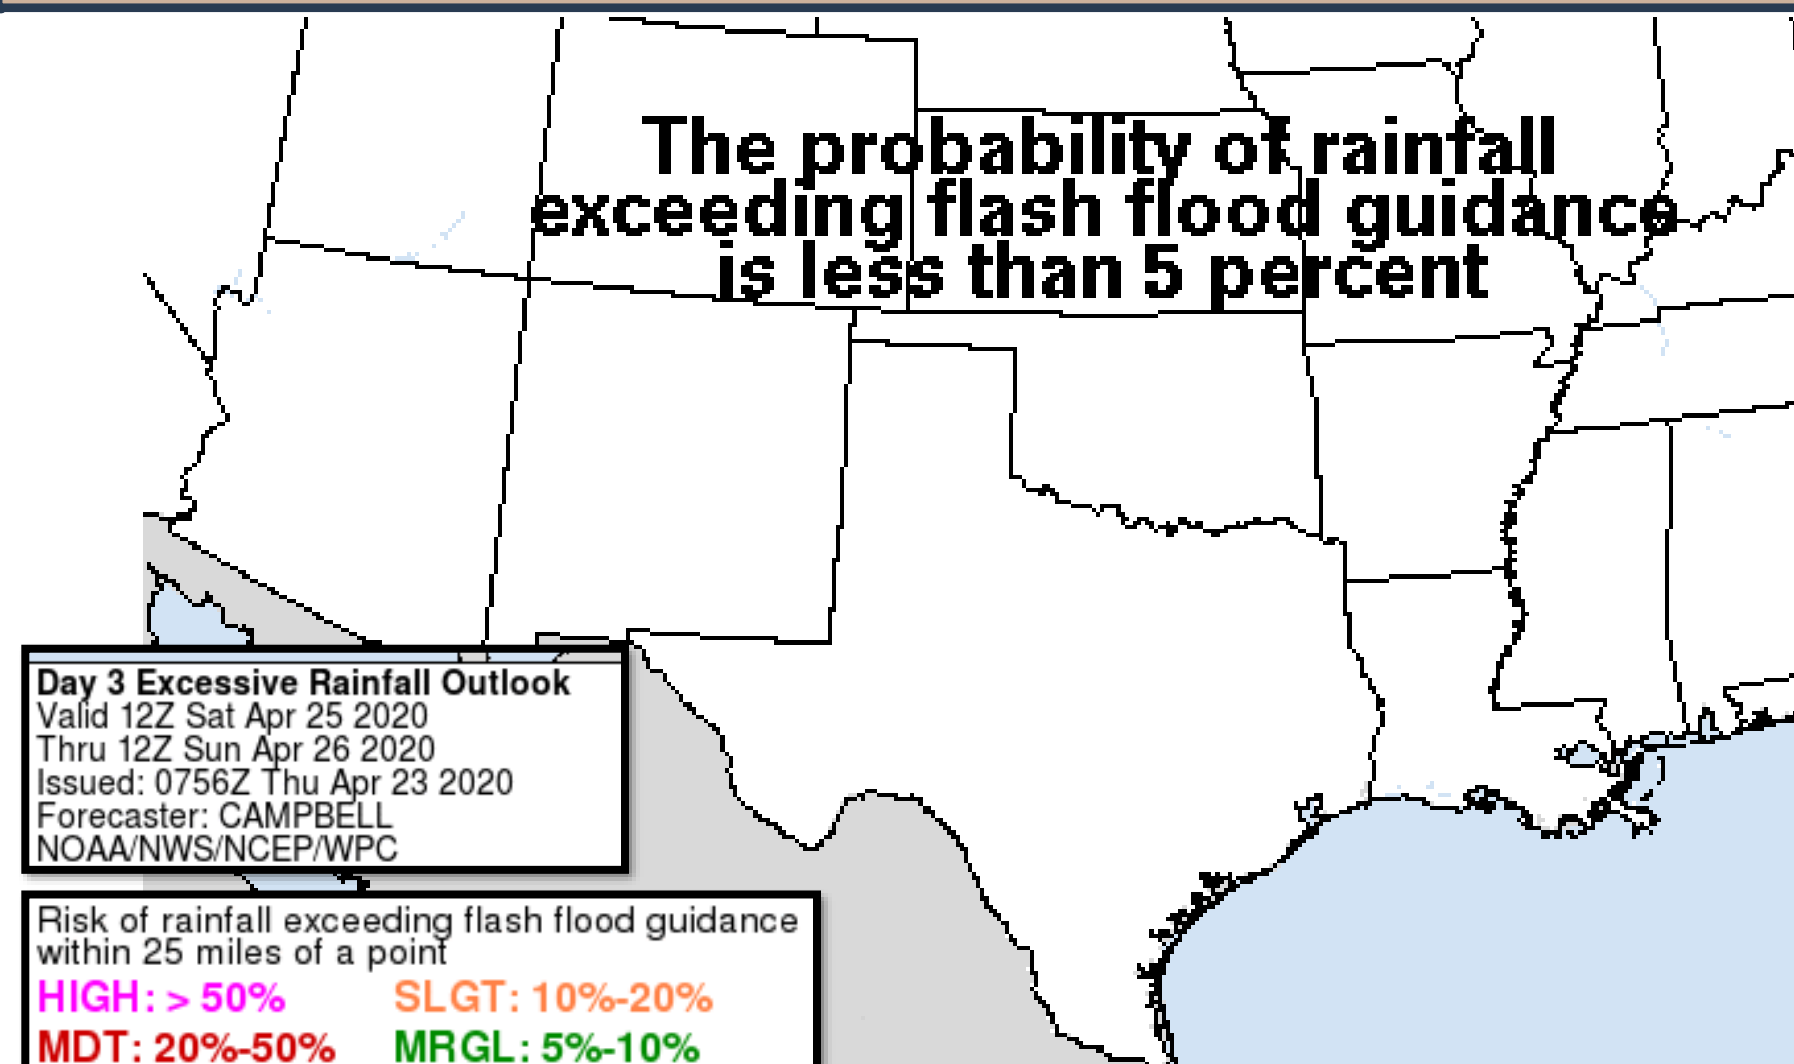 The probability of rainfall
exceeding flash flood guidance
is less than 5 percent
Day 3 Excessive Rainfall Outlook
Valid 12Z Sat Apr 25 2020
Thru 12Z Sun Apr 26 2020
Issued: 0756Z Thu Apr 23 2020
Forecaster: CAMPBELL
NOAA/NWS/NCEP/WPC
Risk of rainfall exceeding flash flood guidance
within 25 miles of a point
HIGH: > 50% SLGT: 10%-20%
MDT: 20%-50% MRGL: 5%-10%